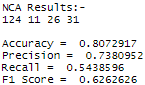 NCA Results:-
124 11 26 31
Accuracy = 0.8072917
Precision = 0.7380952
Recall = 0.5438596
F1 Score = 0.6262626